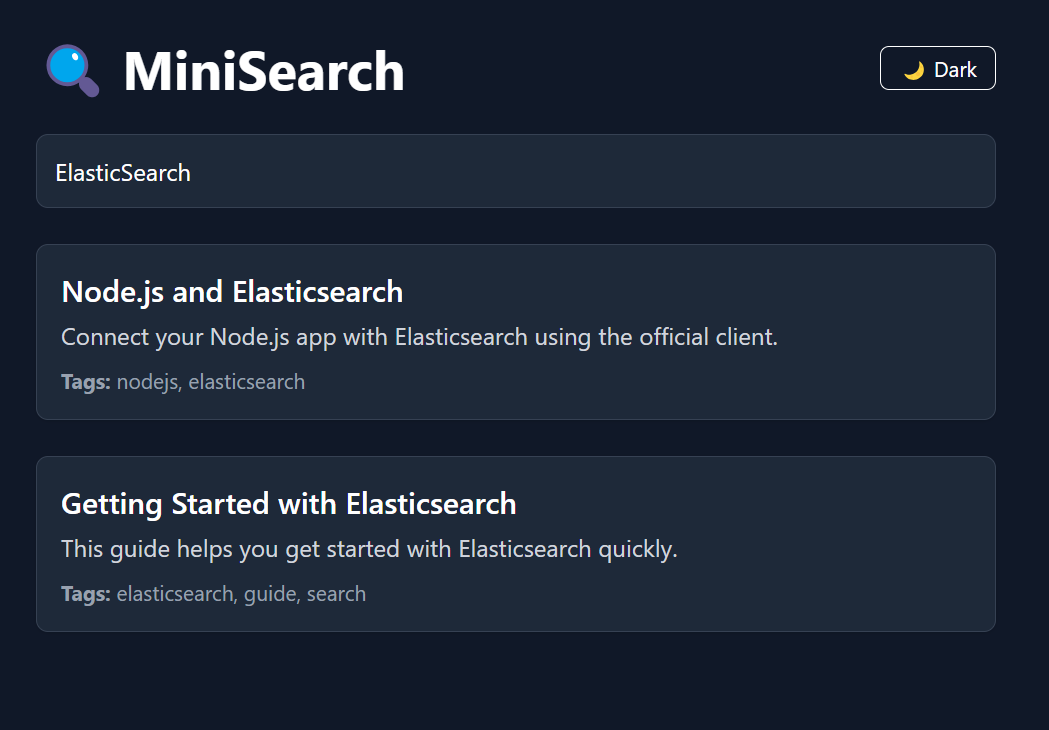 MiniSearch
Dark
ElasticSearch
Node.js and Elasticsearch
Connect your Node.js app with Elasticsearch using the official client.
Tags: nodejs, elasticsearch
Getting Started with Elasticsearch
This guide helps you get started with Elasticsearch quickly.
Tags: elasticsearch, guide, search